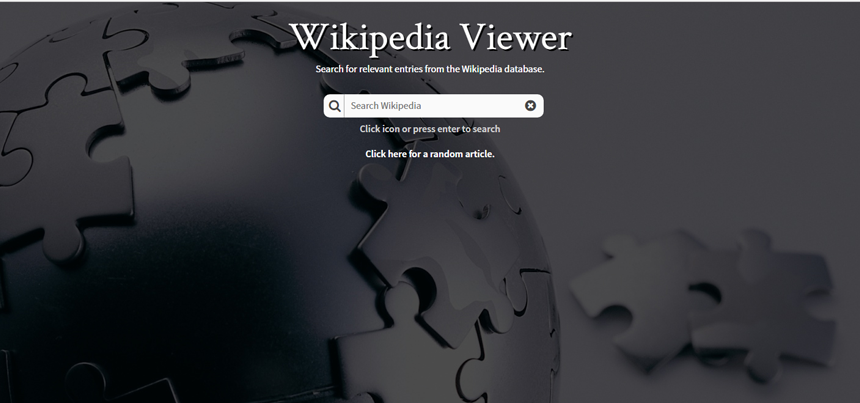 Wikipedia Viewer
Search for relevant entries from the Wikipedia database.
Search Wikipedia
Click icon or press enter to search
Click here for a random article.